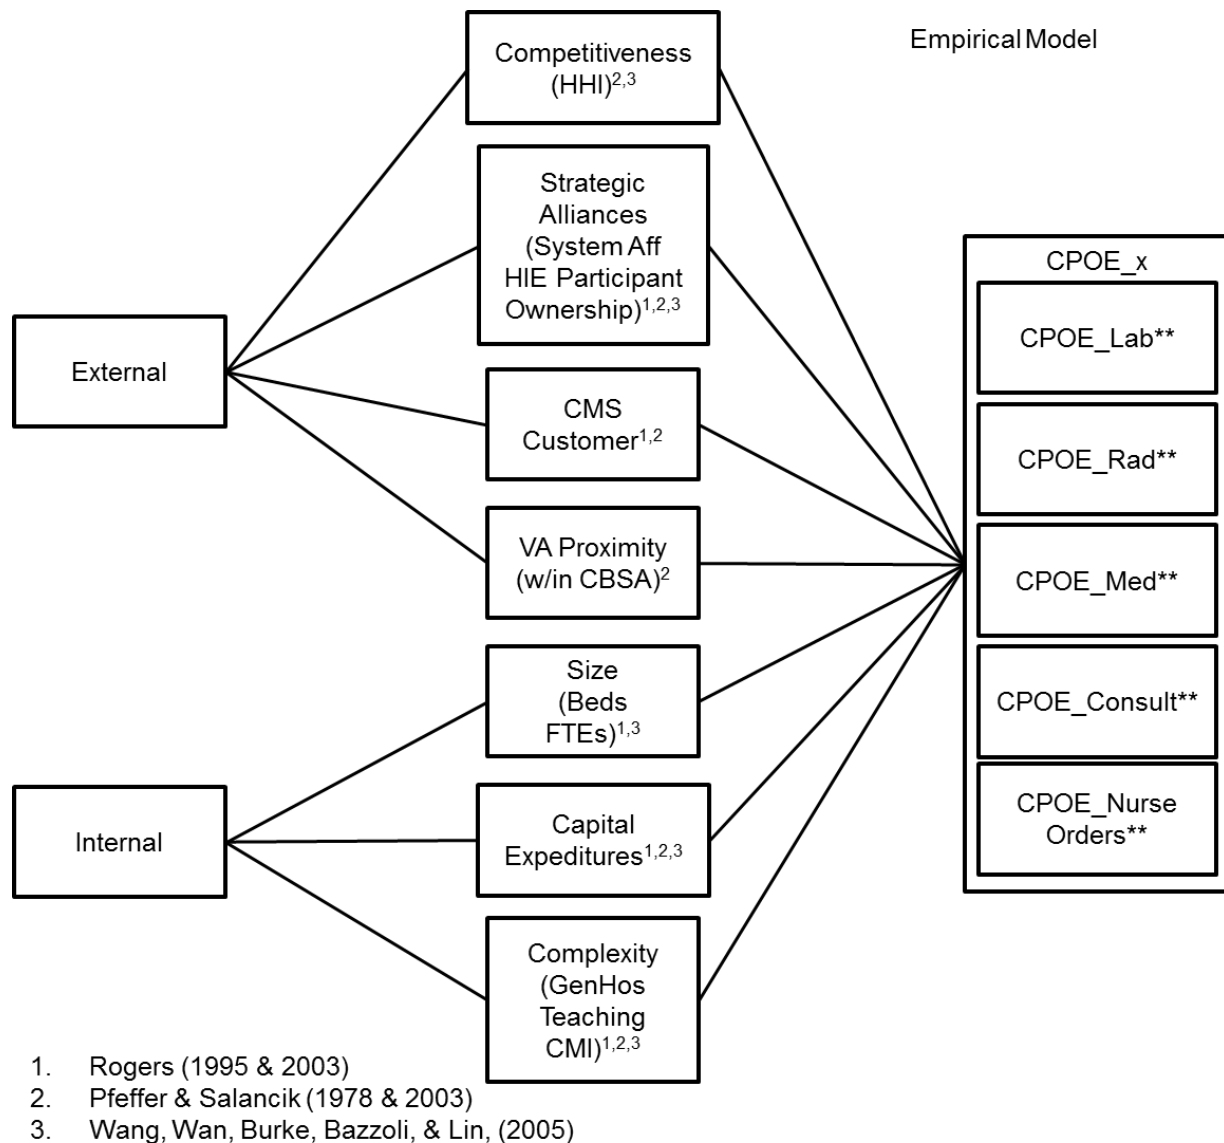 Empirical Model
Competitiveness
(HHI)2,3
Strategic
Alliances
(System Aff
HIE Participant
Ownership)1,2,3
CPOE_x
CPOE_Lab**
External
CMS
Customer1,2
CPOE_Rad**
VA Proximity
(w/in CBSA)2
CPOE_Med**
Size
(Beds
FTEs)1,3
CPOE_Consult**
Internal
Capital
Expeditures1,2,3
CPOE_Nurse
Orders**
Complexity
(GenHos
Teaching
CMI)1,2,3
1. Rogers (1995 & 2003)
2. Pfeffer & Salancik (1978 & 2003)
3. Wang, Wan, Burke, Bazzoli, & Lin, (2005)